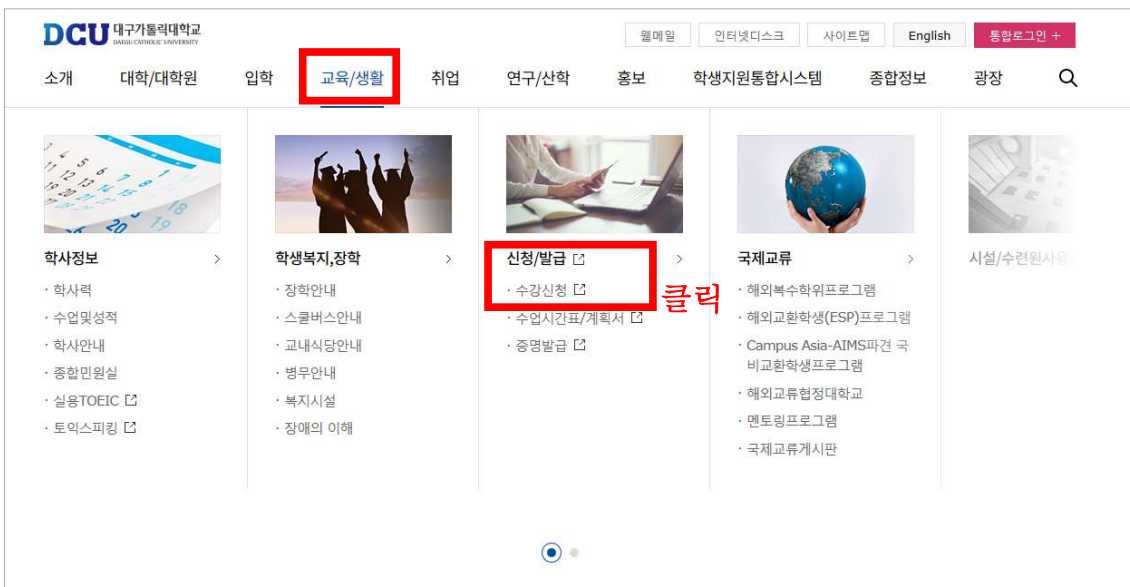 DCU 대구가톨릭대학교
DAEGU CATHOLIC UNIVERSITY
웹메일 인터넷디스크 사이트맵 English 통합로그인 +
소개 대학/대학원 입학 교육/생활 취업 연구/산학 홍보 학생지원통합시스템 종합정보 광장
학사정보
· 학사력
· 수업및성적
· 학사안내
· 종합민원실
· 실용TOEIC
· 토익스피킹
학생복지,장학
· 장학안내
· 스쿨버스안내
· 교내식당안내
· 병무안내
· 복지시설
· 장애의 이해
신청/발급
· 수강신청
클릭
· 수업시간표/계획서
· 증명발급
국제교류
· 해외복수학위프로그램
· 해외교환학생(ESP)프로그램
· Campus Asia-AIMS파견 국
비교환학생프로그램
· 해외교류협정대학교
· 멘토링프로그램
· 국제교류게시판
시설/수련원사용